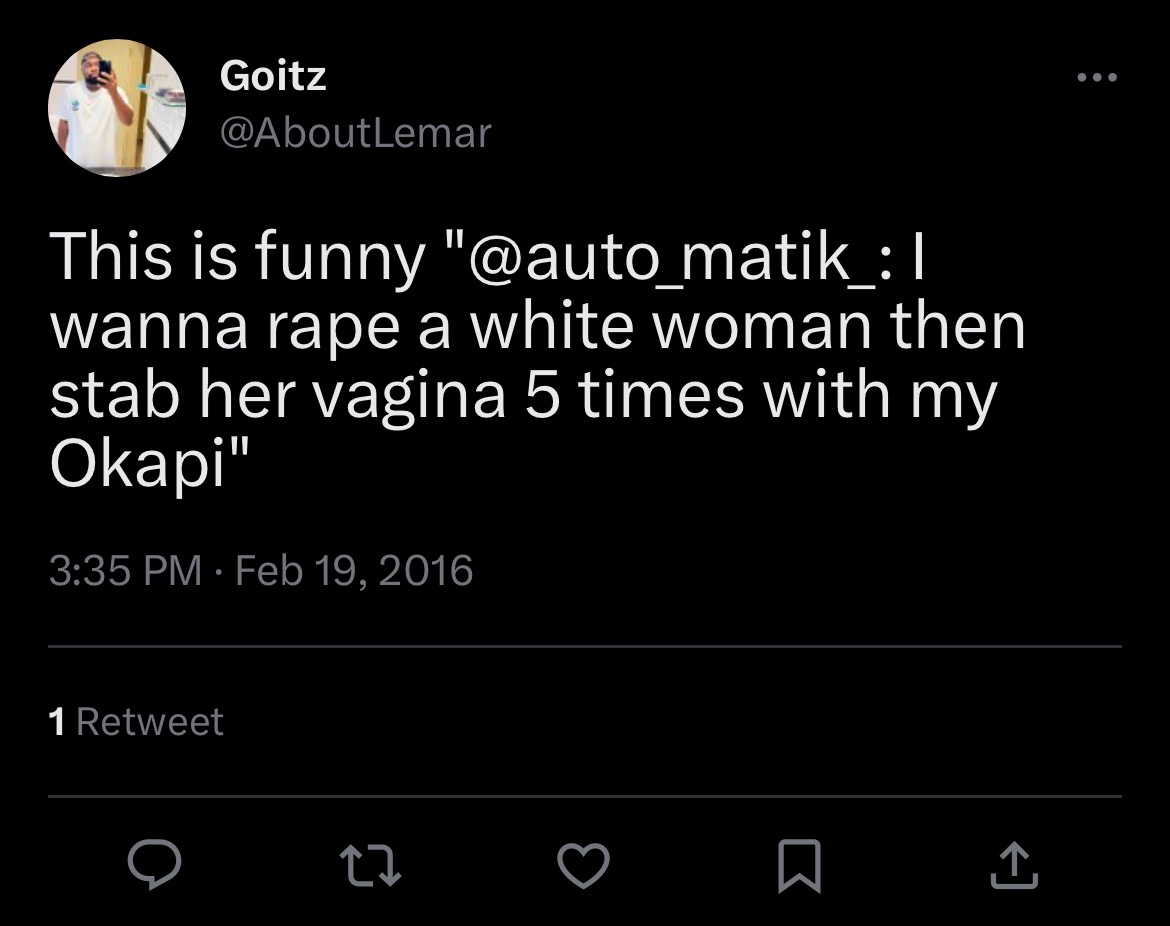 Goitz
@AboutLemar
This is funny "@auto_matik_: I
wanna rape a white woman then
stab her vagina 5 times with my
Okapi"
3:35 PM · Feb 19, 2016
1 Retweet